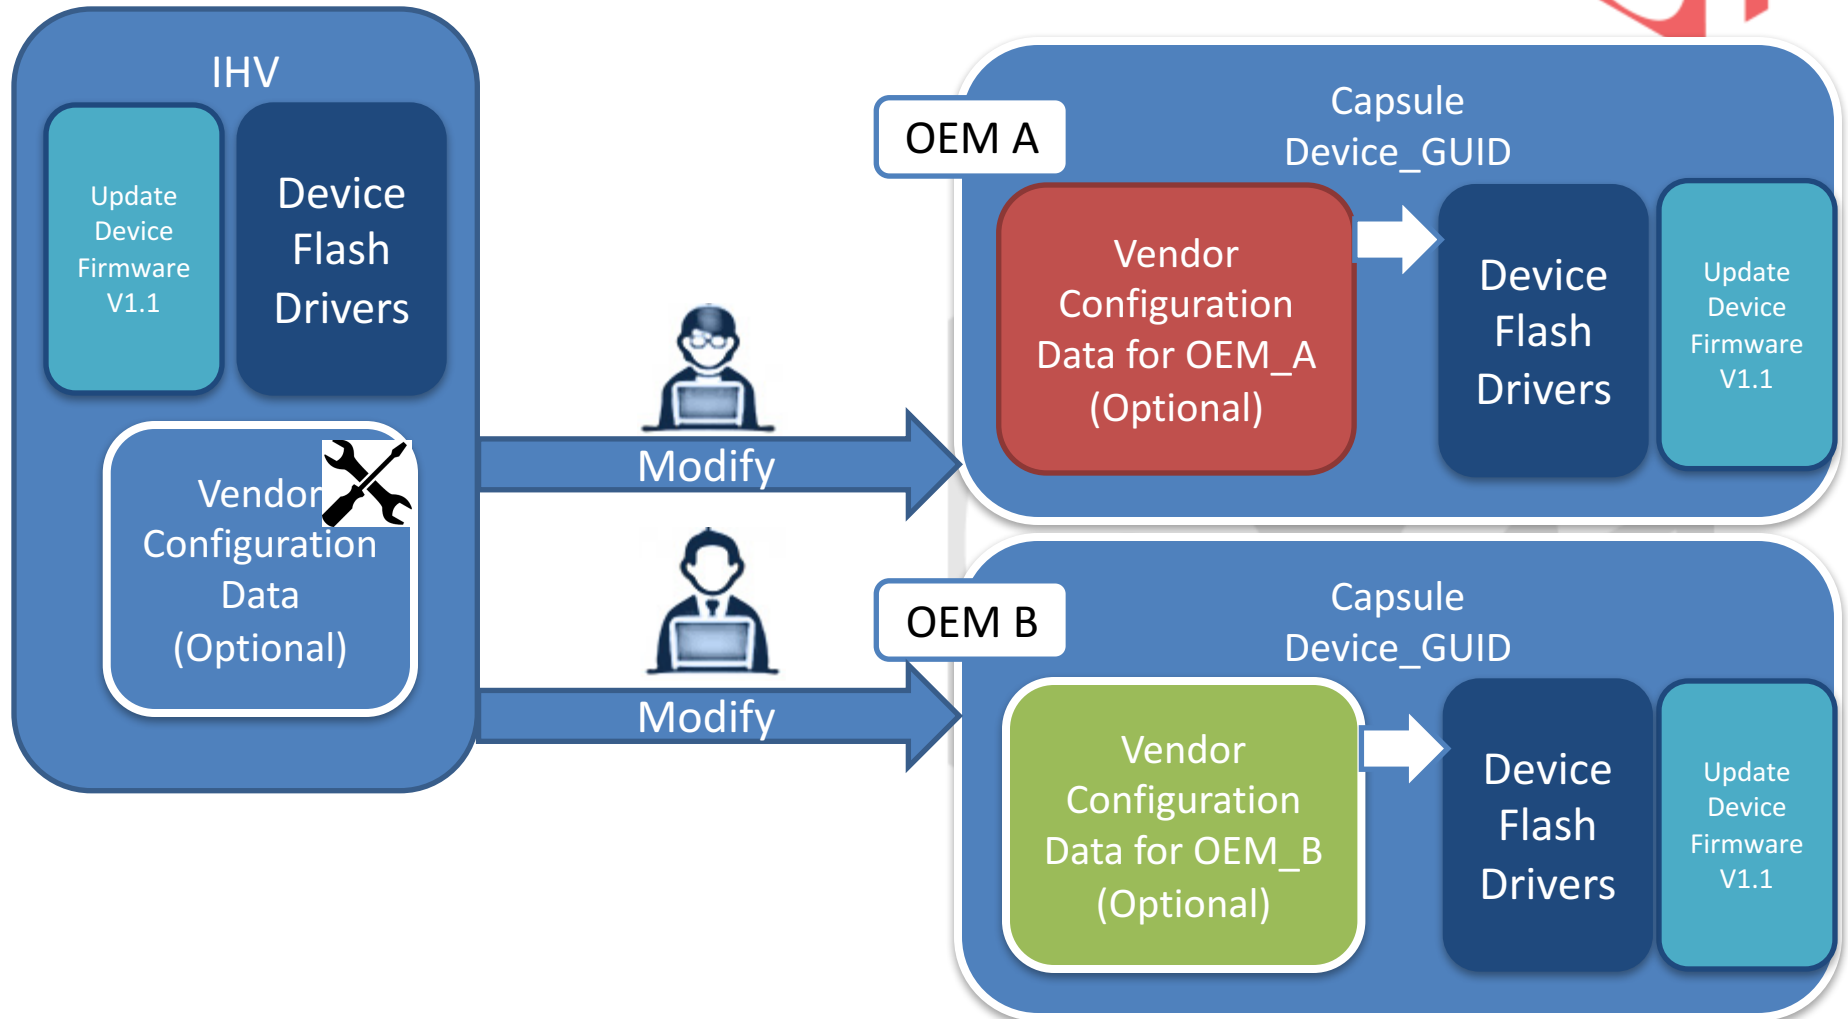 IHV
Update
Device
Firmware
V1.1
Device
Flash
Drivers
Vendor
Configuration
Data
(Optional)
Modify
Modify
OEM A
Capsule
Device_GUID
Vendor
Configuration
Data for OEM_A
(Optional)
Device
Flash
Drivers
Update
Device
Firmware
V1.1
OEM B
Capsule
Device_GUID
Vendor
Configuration
Data for OEM_B
(Optional)
Device
Flash
Drivers
Update
Device
Firmware
V1.1